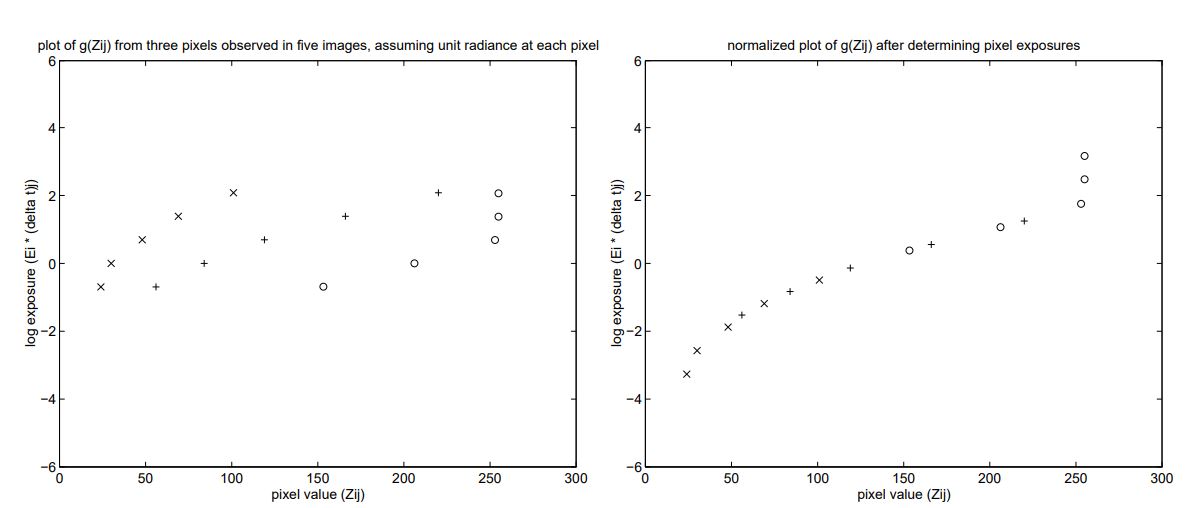 plot of g(Zij) from three pixels observed in five images, assuming unit radiance at each pixel
6
4
2
0
−2
−4
−6
log exposure (Ei * (delta t)j)
0 50 100 150 200 250 300
pixel value (Zij)
normalized plot of g(Zij) after determining pixel exposures
6
4
2
0
−2
−4
−6
log exposure (Ei * (delta t)j)
0 50 100 150 200 250 300
pixel value (Zij)